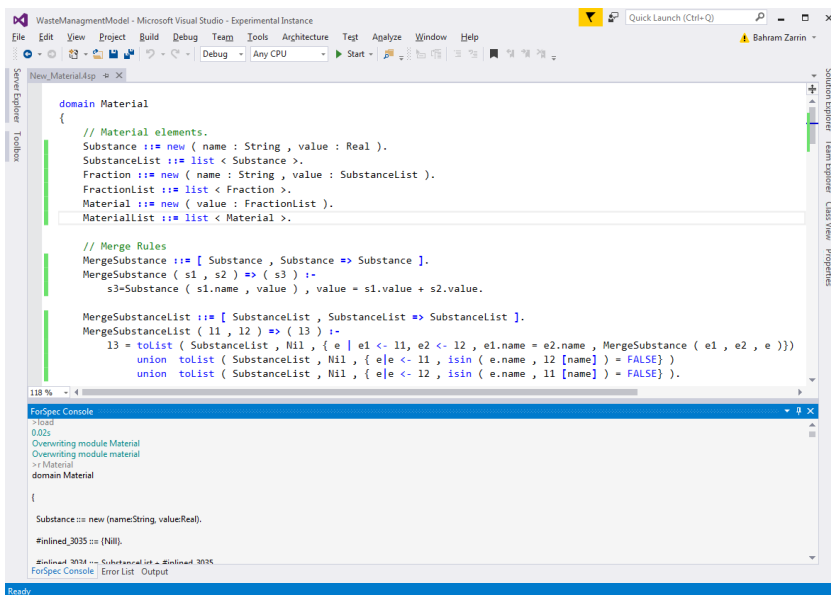 WasteManagmentModel - Microsoft Visual Studio - Experimental Instance
Quick Launch (Ctrl+Q)
File Edit View Project Build Debug Team Tools Architecture Test Analyze Window Help
Bahram Zarrin
Debug Any CPU Start
Server Explorer
Toolbox
New_Material.4sp
domain Material
{
// Material elements.
Substance ::= new ( name : String , value : Real ).
SubstanceList ::= list < Substance >.
Fraction ::= new ( name : String , value : SubstanceList ).
FractionList ::= list < Fraction >.
Material ::= new ( value : FractionList ).
MaterialList ::= list < Material >.
// Merge Rules
MergeSubstance ::= [ Substance , Substance => Substance ].
MergeSubstance ( s1 , s2 ) => ( s3 ) :-
s3=Substance ( s1.name , value ) , value = s1.value + s2.value.
MergeSubstanceList ::= [ SubstanceList , SubstanceList => SubstanceList ].
MergeSubstanceList ( l1 , l2 ) => ( l3 ) :-
l3 = toList ( SubstanceList , Nil , { e | e1 <- l1, e2 <- l2 , e1.name = e2.name , MergeSubstance ( e1 , e2 , e )})
union toList ( SubstanceList , Nil , { e|e <- l1 , isin ( e.name , l2 [name] ) = FALSE} )
union toList ( SubstanceList , Nil , { e|e <- l2 , isin ( e.name , l1 [name] ) = FALSE} ).
118 %
Solution Explorer
Team Explorer
Class View
Properties
ForSpec Console
>load
0.02s
Overwriting module Material
Overwriting module material
>r Material
domain Material
{
Substance ::= new (name:String, value:Real).
#inlined_3035 ::= {Nill}.
#inlined_3034 ::= SubstanceList + #inlined_3035
ForSpec Console Error List Output
Ready